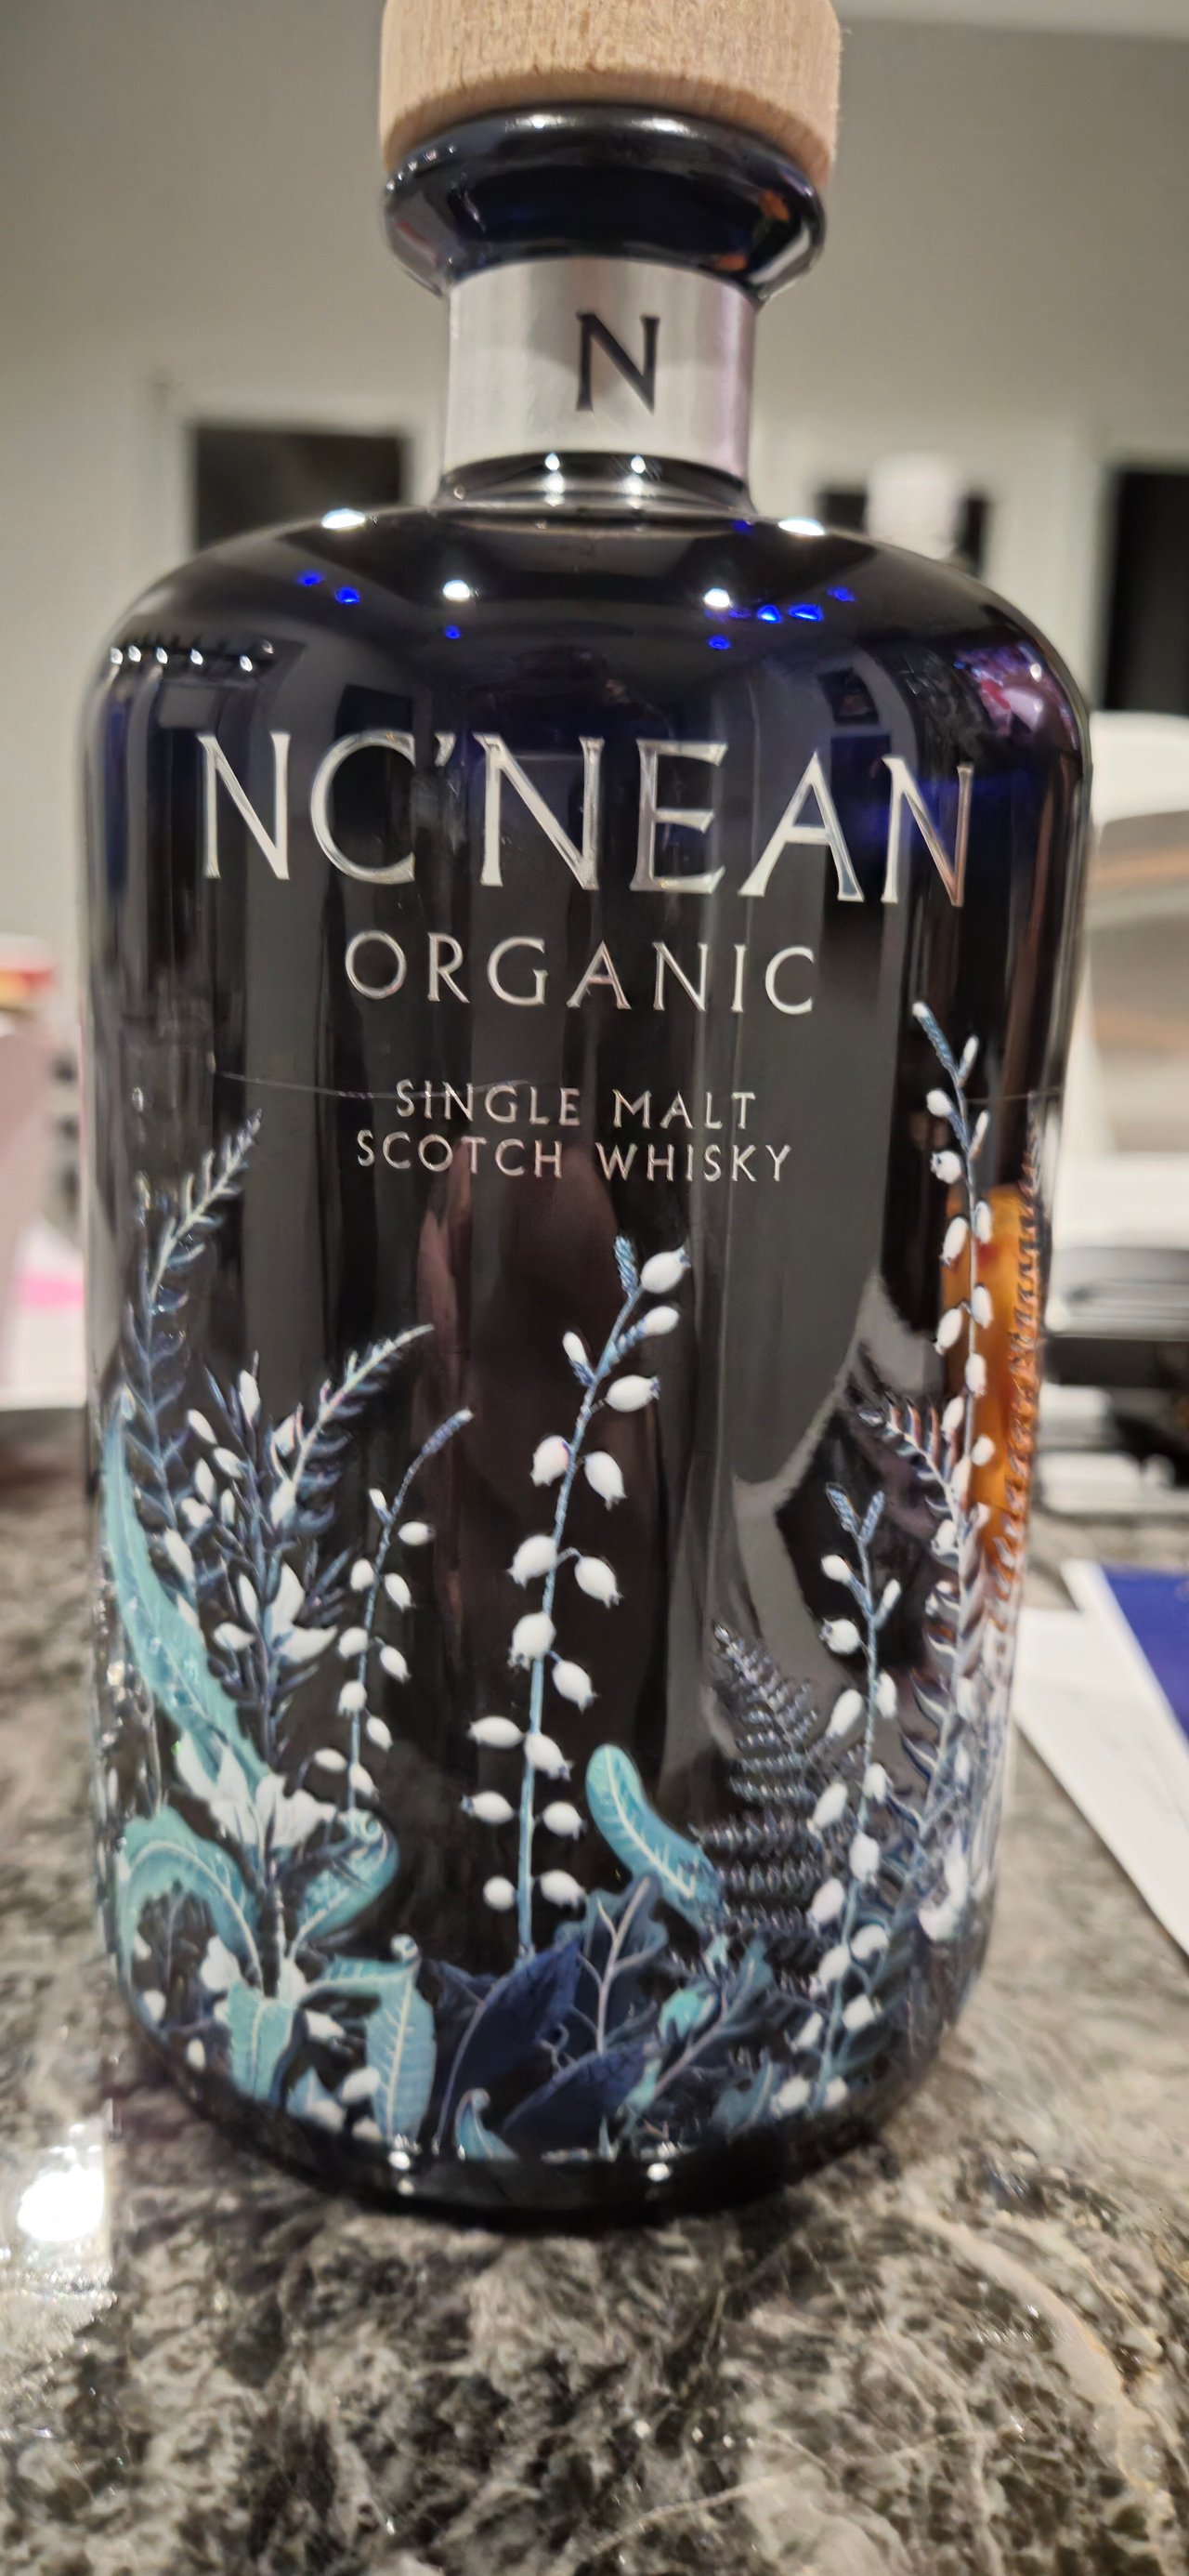 N
NC'NEAN
ORGANIC
SINGLE MALT
SCOTCH WHISKY